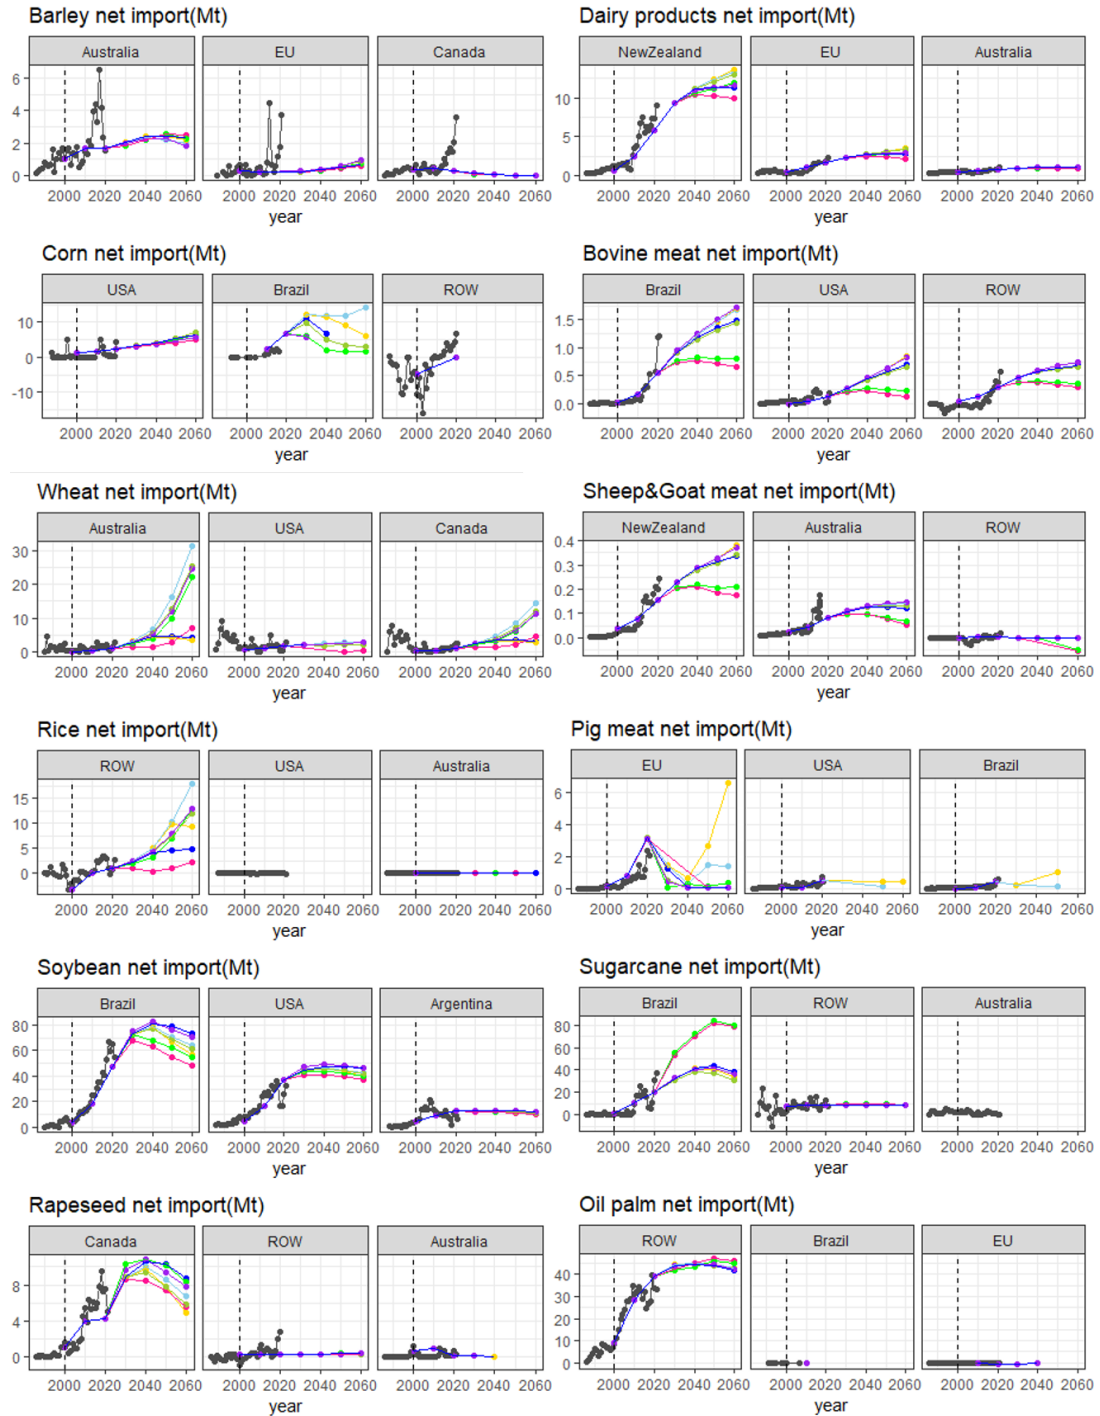 Barley net import(Mt)
Australia EU Canada
6
4
2
0
2000 2020 2040 2060 2000 2020 2040 2060 2000 2020 2040 2060
year
Dairy products net import(Mt)
NewZealand EU Australia
10
5
0
2000 2020 2040 2060 2000 2020 2040 2060 2000 2020 2040 2060
year
Corn net import(Mt)
USA Brazil ROW
10
0
-10
2000 2020 2040 2060 2000 2020 2040 2060 2000 2020 2040 2060
year
Bovine meat net import(Mt)
Brazil USA ROW
1.5
1.0
0.5
0.0
2000 2020 2040 2060 2000 2020 2040 2060 2000 2020 2040 2060
year
Wheat net import(Mt)
Australia USA Canada
30
20
10
0
2000 2020 2040 2060 2000 2020 2040 2060 2000 2020 2040 2060
year
Sheep&Goat meat net import(Mt)
NewZealand Australia ROW
0.4
0.3
0.2
0.1
0.0
2000 2020 2040 2060 2000 2020 2040 2060 2000 2020 2040 2060
year
Rice net import(Mt)
ROW USA Australia
15
10
5
0
2000 2020 2040 2060 2000 2020 2040 2060 2000 2020 2040 2060
year
Pig meat net import(Mt)
EU USA Brazil
6
4
2
0
2000 2020 2040 2060 2000 2020 2040 2060 2000 2020 2040 2060
year
Soybean net import(Mt)
Brazil USA Argentina
80
60
40
20
0
2000 2020 2040 2060 2000 2020 2040 2060 2000 2020 2040 2060
year
Sugarcane net import(Mt)
Brazil ROW Australia
80
60
40
20
0
2000 2020 2040 2060 2000 2020 2040 2060 2000 2020 2040 2060
year
Rapeseed net import(Mt)
Canada ROW Australia
8
4
0
2000 2020 2040 2060 2000 2020 2040 2060 2000 2020 2040 2060
year
Oil palm net import(Mt)
ROW Brazil EU
40
30
20
10
0
2000 2020 2040 2060 2000 2020 2040 2060 2000 2020 2040 2060
year